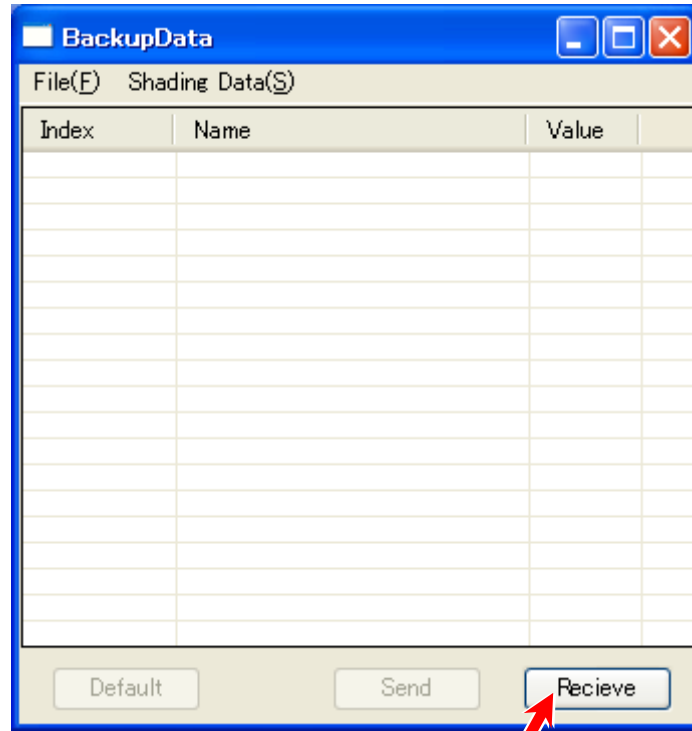 BackupData
File(F) Shading Data(S)
Index Name Value
Default Send Recieve